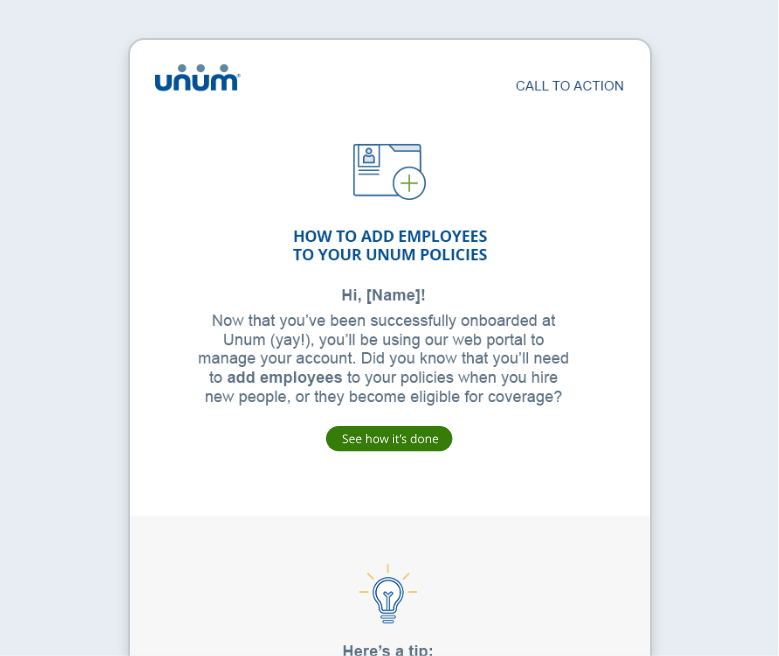 unum
CALL TO ACTION
HOW TO ADD EMPLOYEES
TO YOUR UNUM POLICIES
Hi, [Name]!
Now that you’ve been successfully onboarded at
Unum (yay!), you’ll be using our web portal to
manage your account. Did you know that you’ll need
to add employees to your policies when you hire
new people, or they become eligible for coverage?
See how it's done
Here’s a tip: